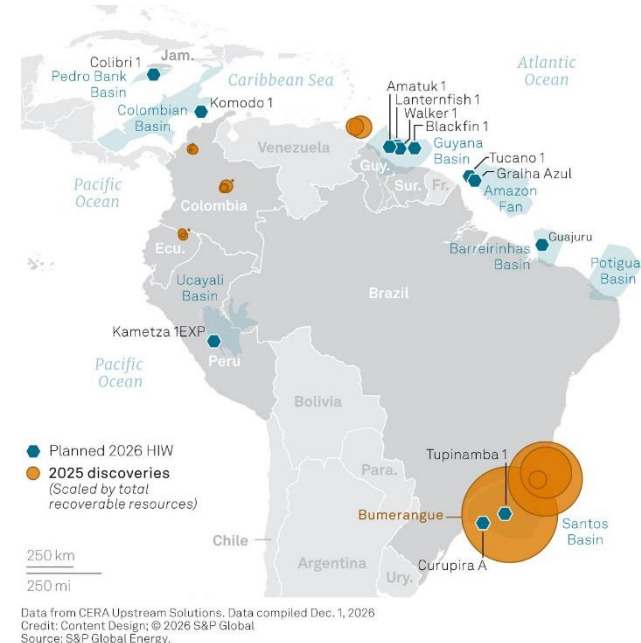 Colibri 1
Jam.
Pedro Bank
Basin
Caribbean Sea
Atlantic
Ocean
Colombian
Basin
Komodo 1
Amatuk 1
Lanternfish 1
Walker 1
Blackfin 1
Venezuela
Guyana
Basin
Guy.
Sur.
Fr.
Tucano 1
Gralha Azul
Amazon
Fan
Pacific
Ocean
Colombia
Ecu.
Guajuru
Barreirinhas
Basin
Potigua
Basin
Ucayali
Basin
Brazil
Kametza 1EXP
Peru
Pacific
Ocean
Bolivia
Planned 2026 HIW
2025 discoveries
(Scaled by total
recoverable resources)
Tupinamba 1
Para.
Bumerangue
Santos
Basin
Chile
Curupira A
Argentina
Ury.
250 km
250 mi
Data from CERA Upstream Solutions. Data compiled Dec. 1, 2026
Credit: Content Design; © 2026 S&P Global
Source: S&P Global Energy.